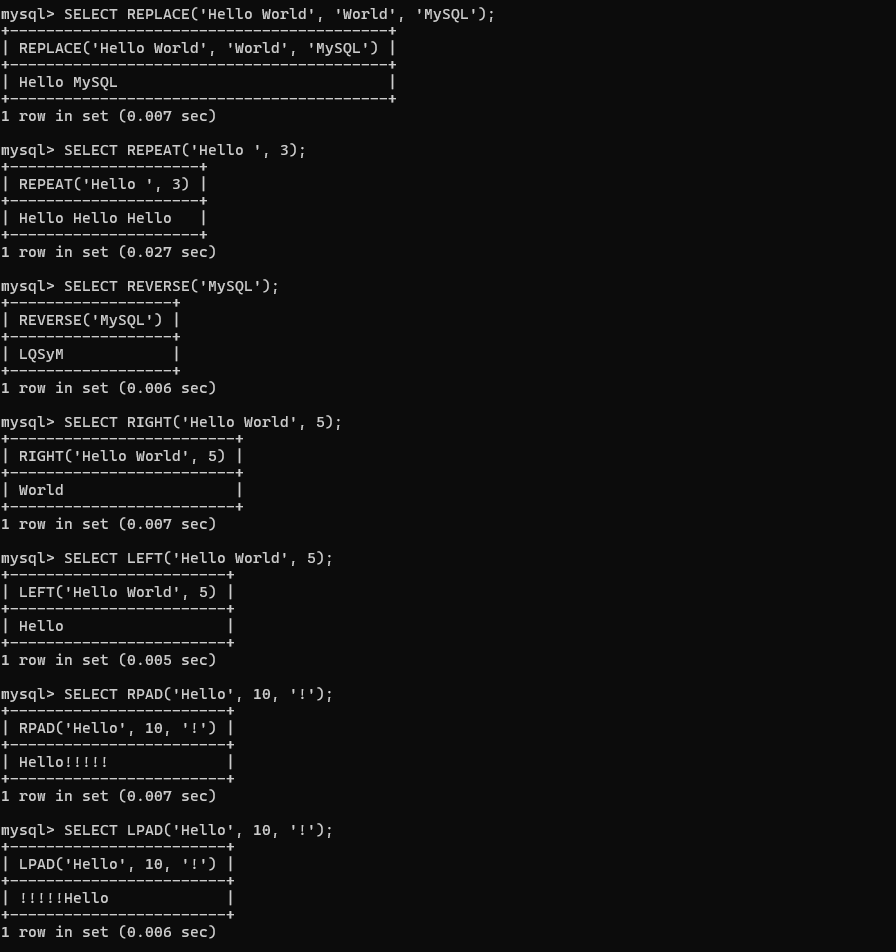 mysql> SELECT REPLACE('Hello World', 'World', 'MySQL');
+------------------------------------------+
| REPLACE('Hello World', 'World', 'MySQL') |
+------------------------------------------+
| Hello MySQL                              |
+------------------------------------------+
1 row in set (0.007 sec)

mysql> SELECT REPEAT('Hello ', 3);
+---------------------+
| REPEAT('Hello ', 3) |
+---------------------+
| Hello Hello Hello   |
+---------------------+
1 row in set (0.027 sec)

mysql> SELECT REVERSE('MySQL');
+------------------+
| REVERSE('MySQL') |
+------------------+
| LQSyM            |
+------------------+
1 row in set (0.006 sec)

mysql> SELECT RIGHT('Hello World', 5);
+-------------------------+
| RIGHT('Hello World', 5) |
+-------------------------+
| World                   |
+-------------------------+
1 row in set (0.007 sec)

mysql> SELECT LEFT('Hello World', 5);
+------------------------+
| LEFT('Hello World', 5) |
+------------------------+
| Hello                  |
+------------------------+
1 row in set (0.005 sec)

mysql> SELECT RPAD('Hello', 10, '!');
+------------------------+
| RPAD('Hello', 10, '!') |
+------------------------+
| Hello!!!!!             |
+------------------------+
1 row in set (0.007 sec)

mysql> SELECT LPAD('Hello', 10, '!');
+------------------------+
| LPAD('Hello', 10, '!') |
+------------------------+
| !!!!!Hello             |
+------------------------+
1 row in set (0.006 sec)